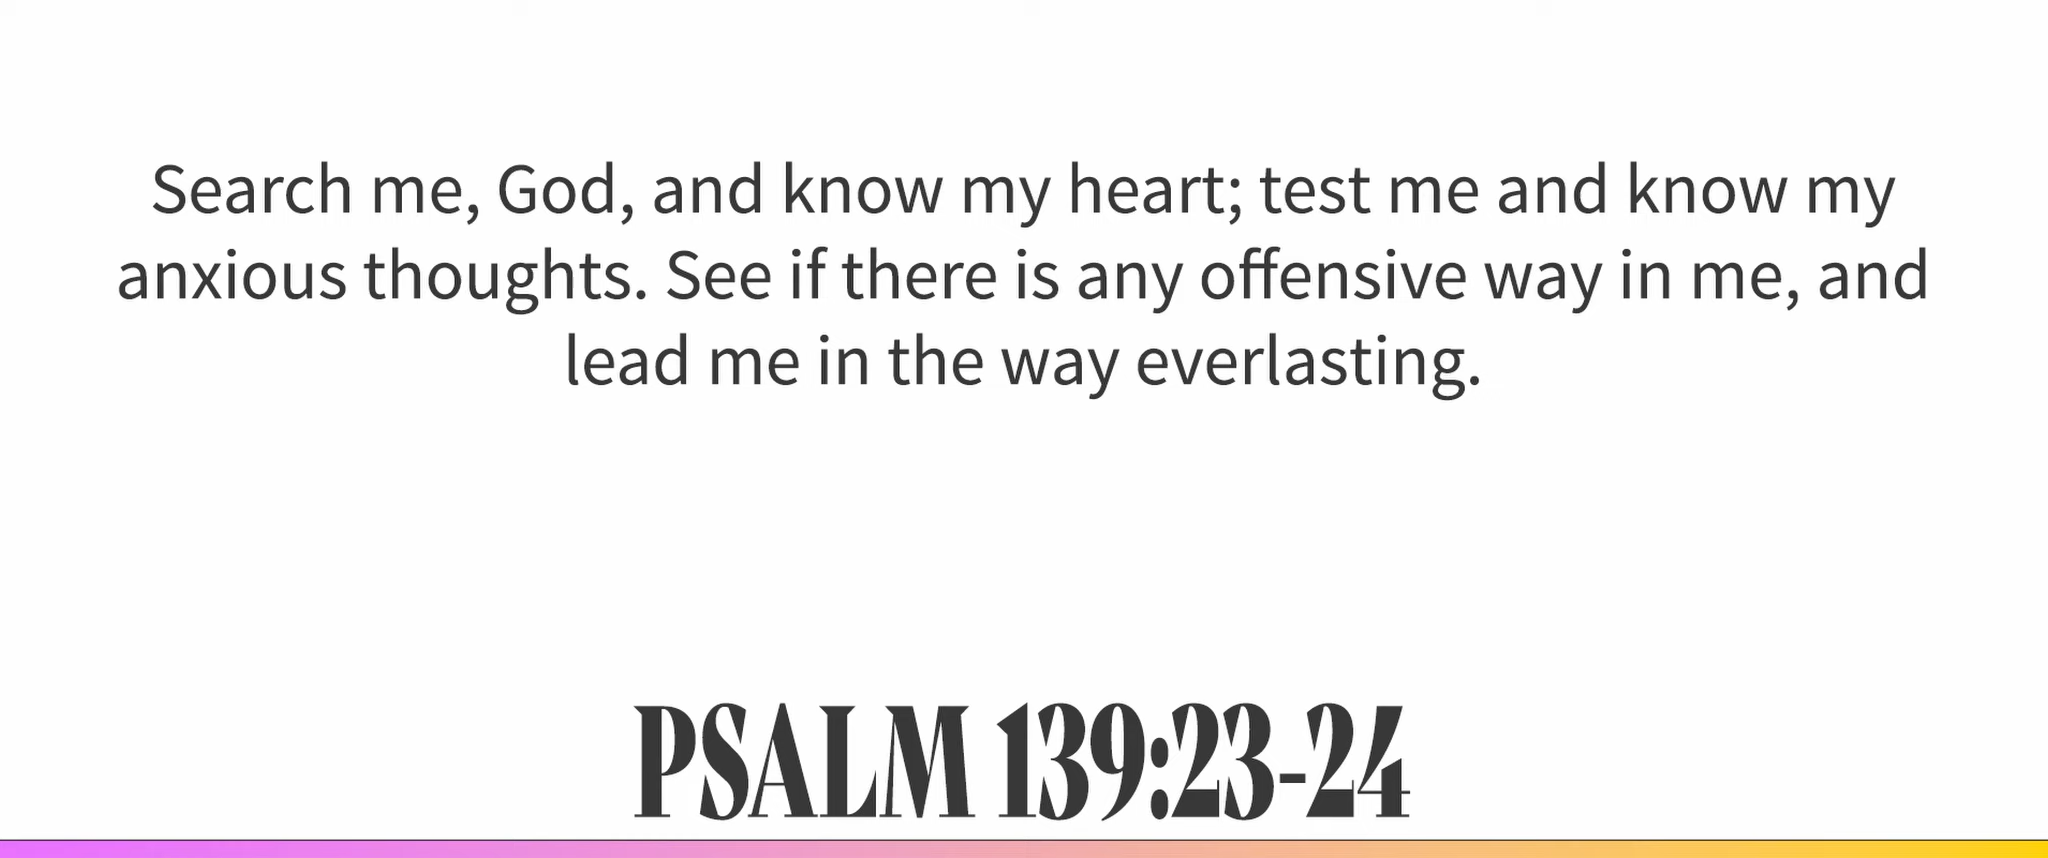 Search me, God, and know my heart; test me and know my
anxious thoughts. See if there is any offensive way in me, and
lead me in the way everlasting.
PSALM 139:23-24